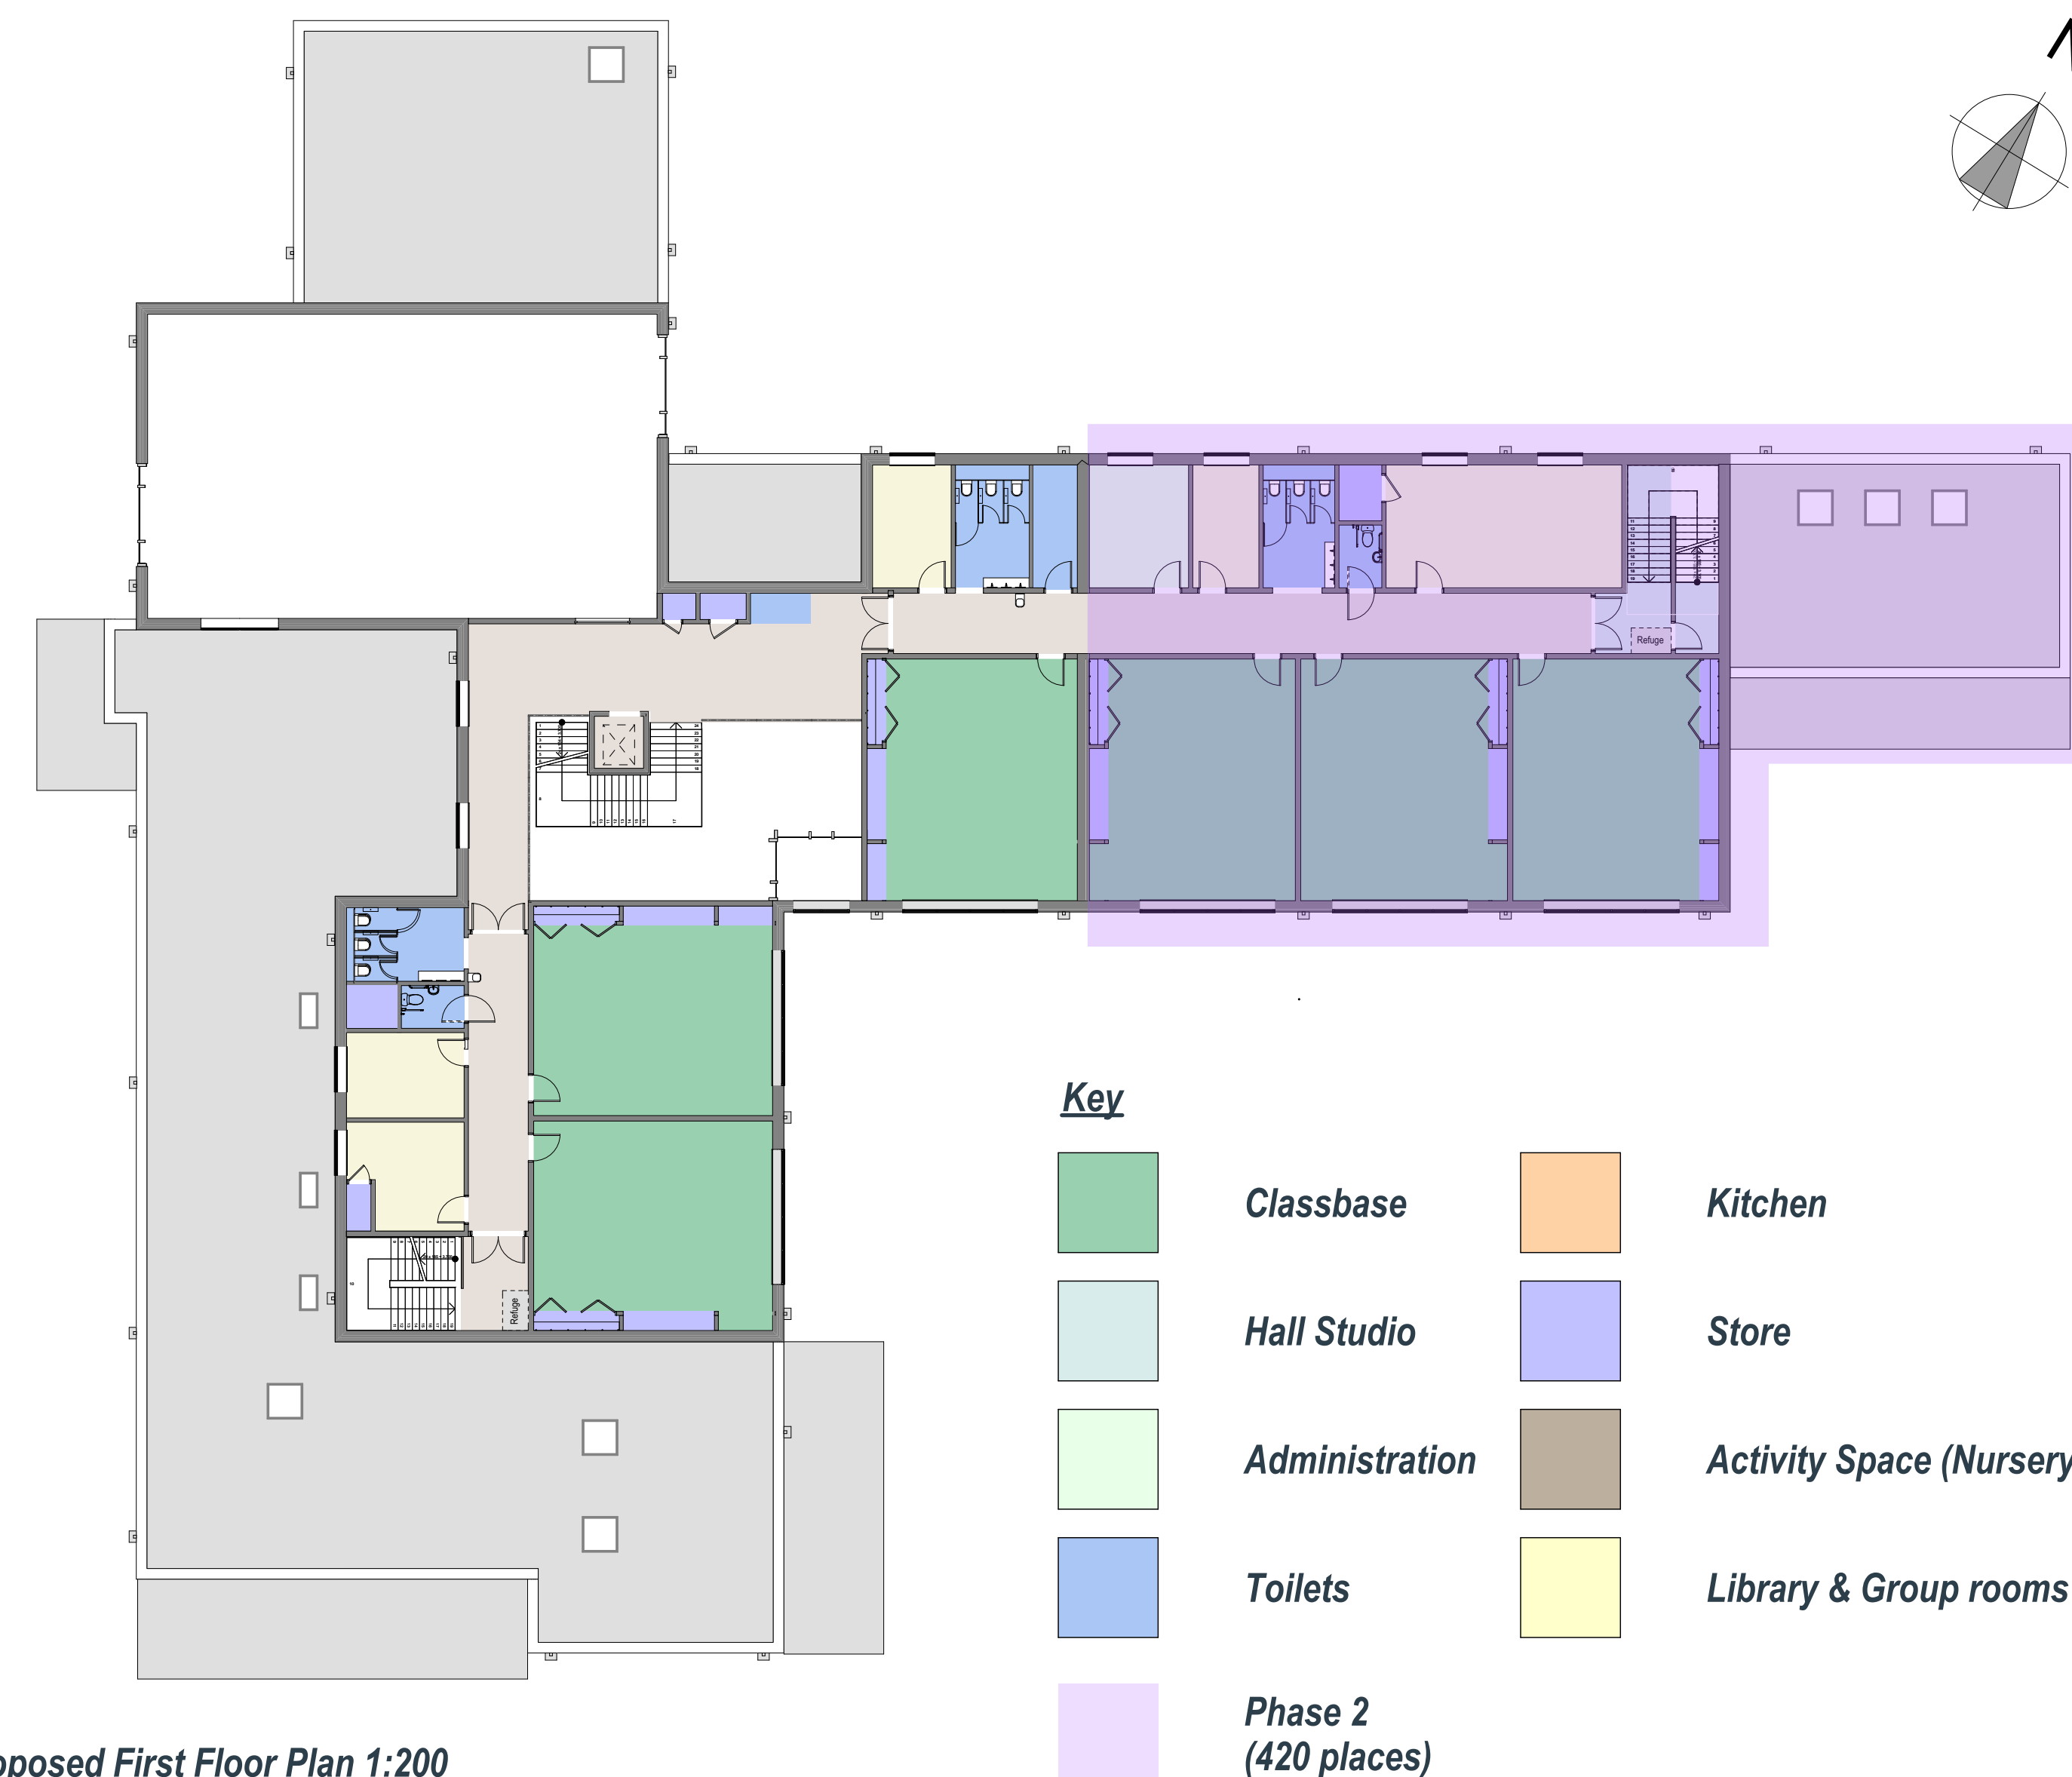 Refuge
Refuge
Key
Classbase
Kitchen
Hall Studio
Store
Administration
Activity Space (Nursery
Toilets
Library & Group rooms
Phase 2
(420 places)
oposed First Floor Plan 1:200